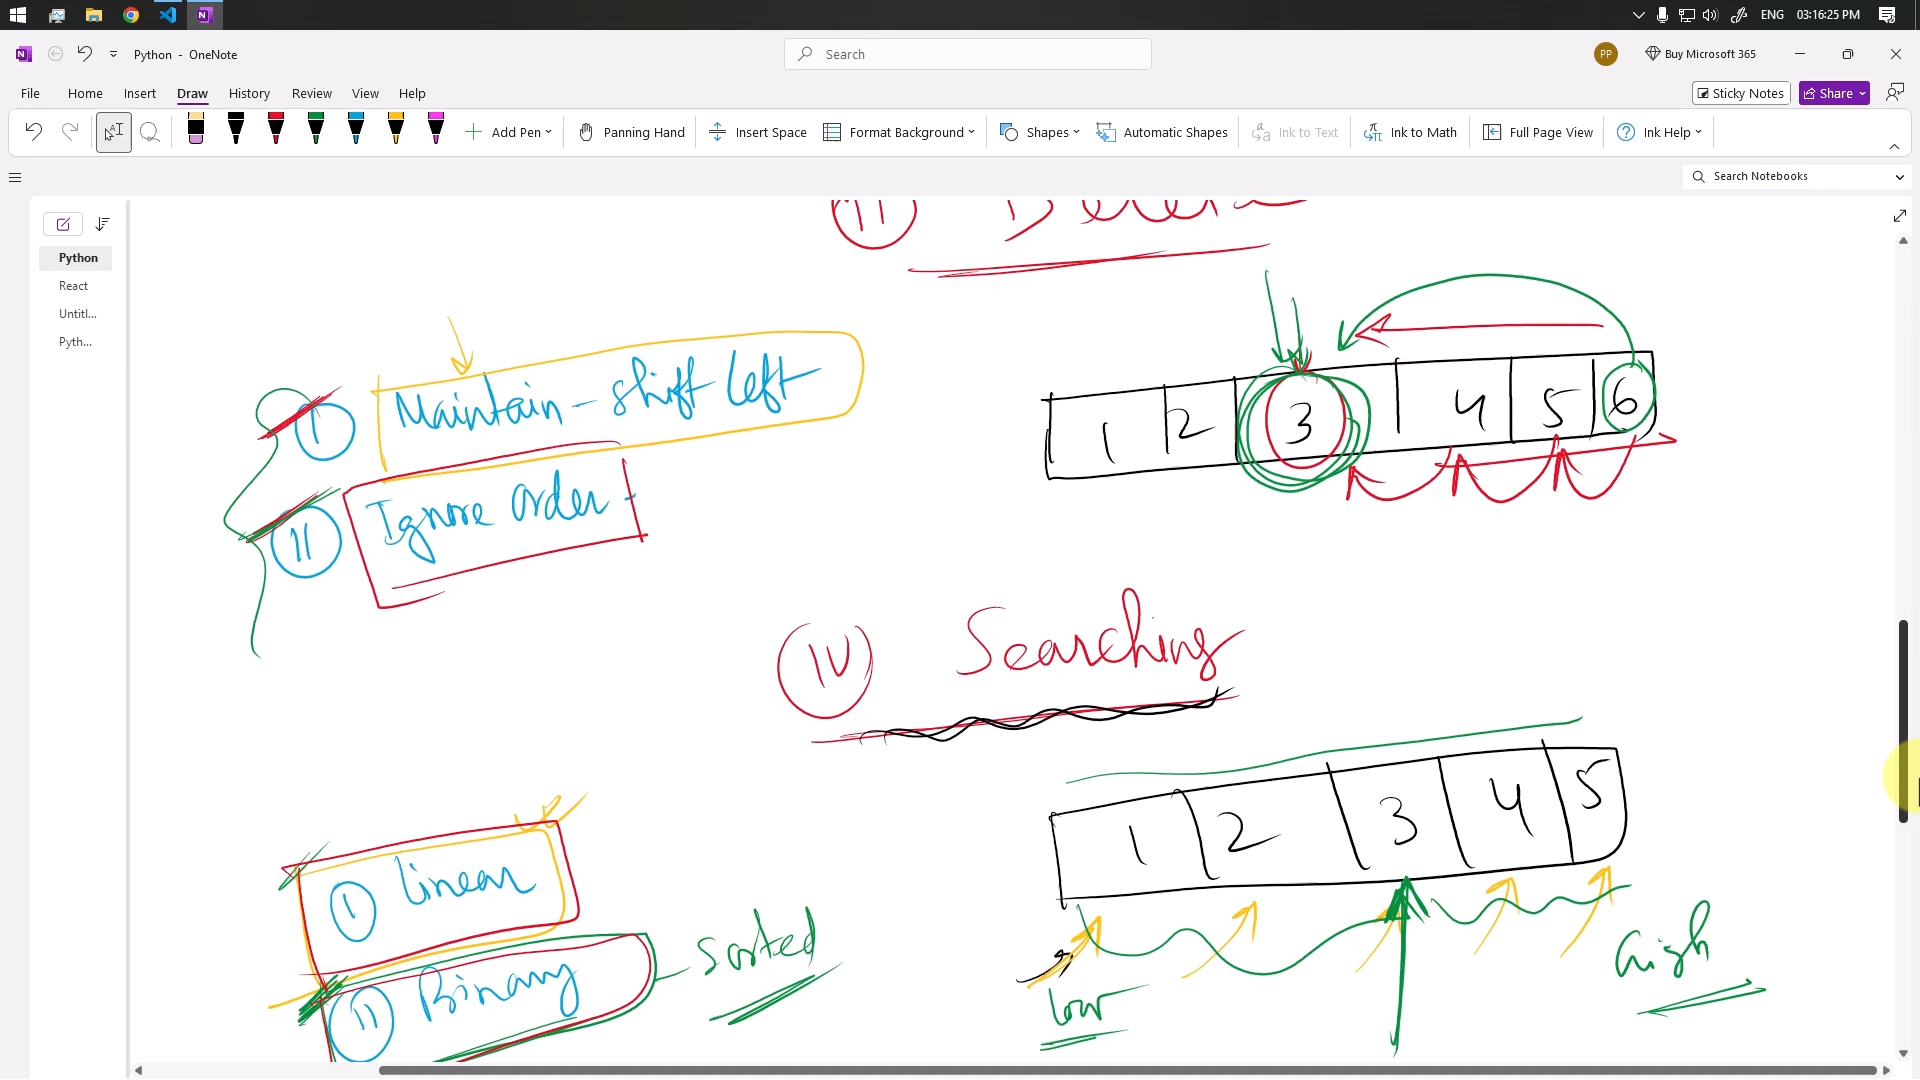 ENG 03:16:25 PM
Python - OneNote
Search
PP
Buy Microsoft 365
File Home Insert Draw History Review View Help
Sticky Notes
Share
Add Pen
Panning Hand
Insert Space
Format Background
Shapes
Automatic Shapes
Ink to Text
Ink to Math
Full Page View
Ink Help
Search Notebooks
Python
React
Untitl...
Pyth...
I Maintain - shift left
1 2 3 4 5 6
II Ignore order -
IV Searching
1 2 3 4 5
I Linear
II Binary
sorted
low
high